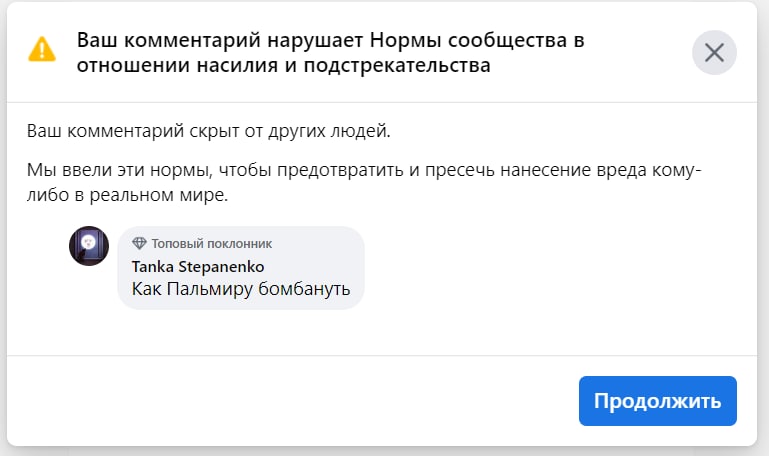 Ваш комментарий нарушает Нормы сообщества в
отношении насилия и подстрекательства
Ваш комментарий скрыт от других людей.
Мы ввели эти нормы, чтобы предотвратить и пресечь нанесение вреда кому-
либо в реальном мире.
Топовый поклонник
Tanka Stepanenko
Как Пальмиру бомбануть
Продолжить